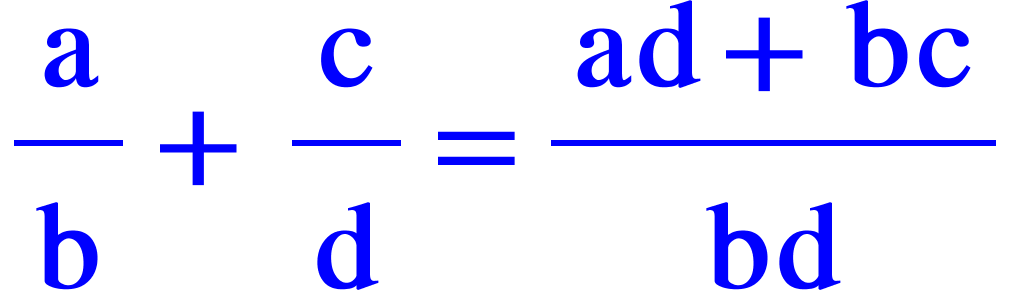 a/b + c/d = (ad + bc)/bd